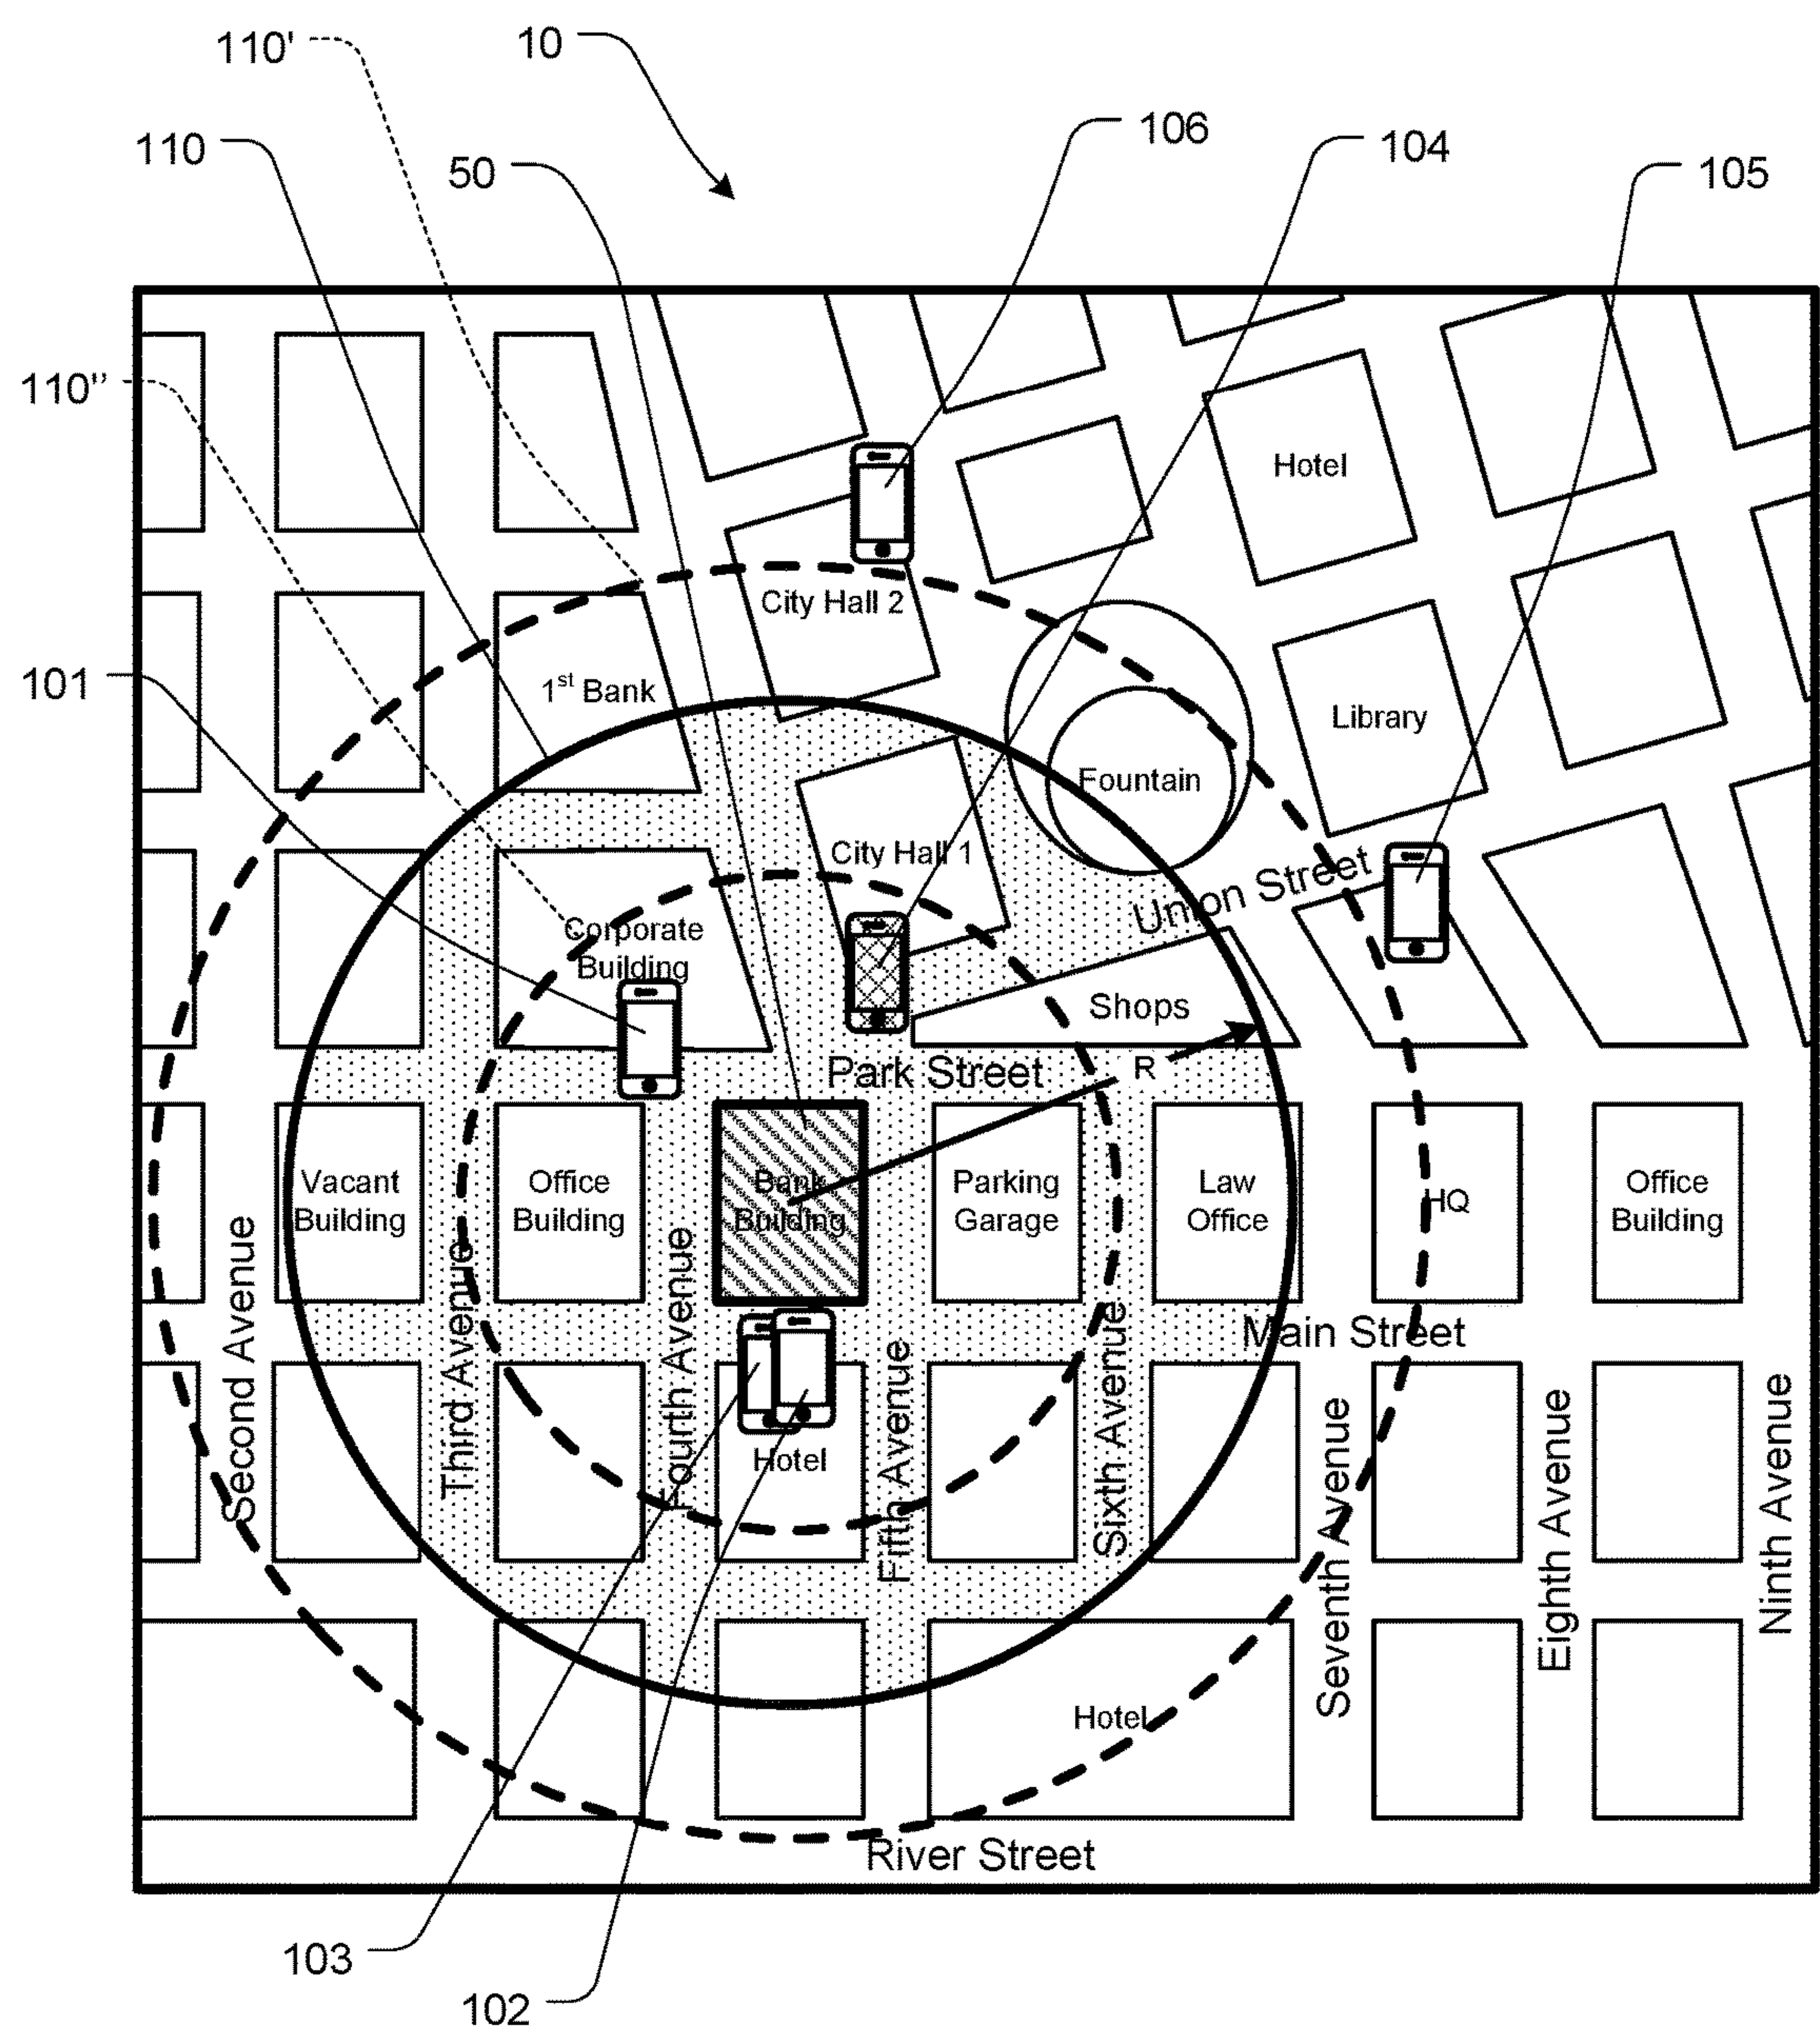 10
110'
106
104
110
50
105
110''
Hotel
City Hall 2
101
1st Bank
Library
Fountain
City Hall 1
Union Street
Corporate
Building
Shops
Park Street
R
Vacant
Building
Office
Building
Bank
Building
Parking
Garage
Law
Office
HQ
Office
Building
Main Street
Second Avenue
Third Avenue
Fourth Avenue
Fifth Avenue
Sixth Avenue
Seventh Avenue
Eighth Avenue
Ninth Avenue
Hotel
Hotel
River Street
103
102